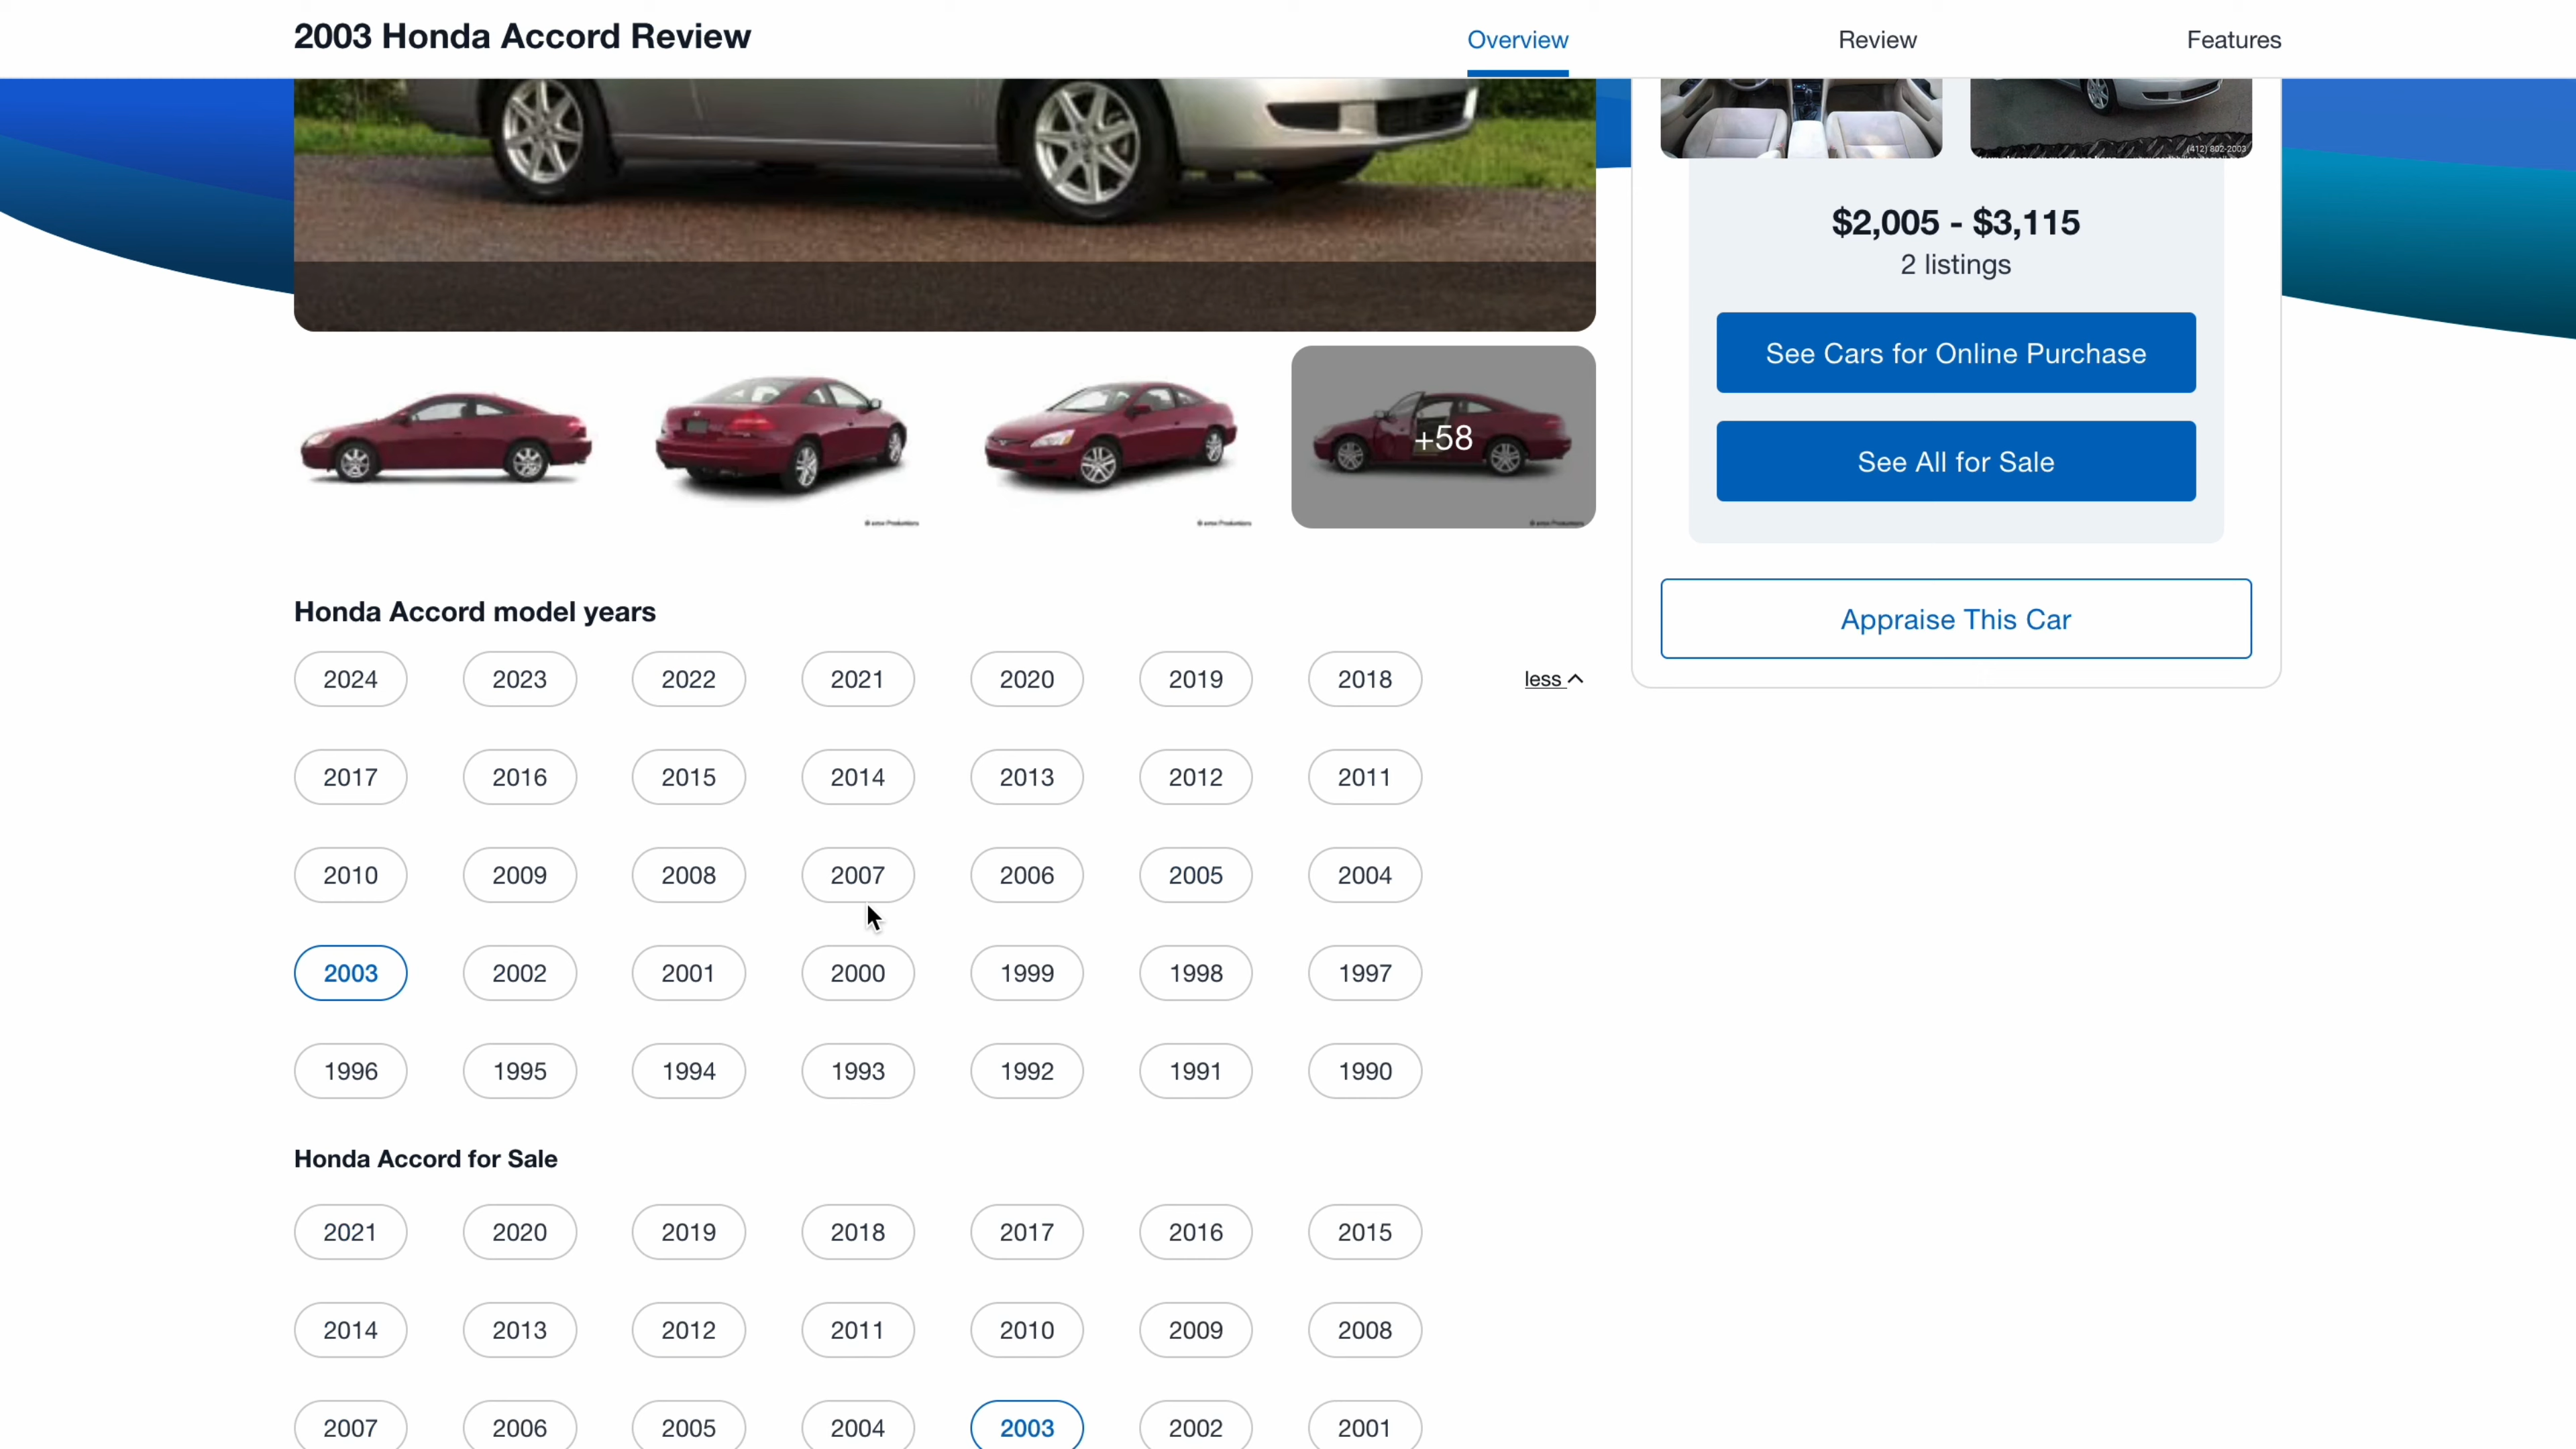 2003 Honda Accord Review
Overview
Review
Features
(412) 802-2003
$2,005 - $3,115
2 listings
See Cars for Online Purchase
See All for Sale
Appraise This Car
+58
Honda Accord model years
2024 2023 2022 2021 2020 2019 2018 less
2017 2016 2015 2014 2013 2012 2011
2010 2009 2008 2007 2006 2005 2004
2003 2002 2001 2000 1999 1998 1997
1996 1995 1994 1993 1992 1991 1990
Honda Accord for Sale
2021 2020 2019 2018 2017 2016 2015
2014 2013 2012 2011 2010 2009 2008
2007 2006 2005 2004 2003 2002 2001